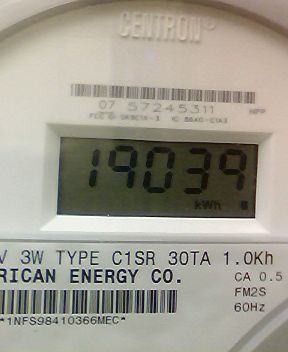 CENTRON®
07 57245311
19039
kWh
V 3W TYPE C1SR 30TA 1.0Kh
RICAN ENERGY CO. CA 0.5
FM2S
60Hz
*1NFS98410366MEC*